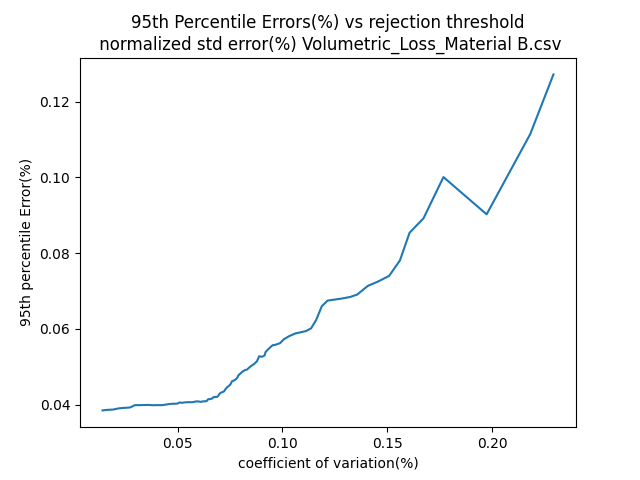 95th Percentile Errors(%) vs rejection threshold
normalized std error(%) Volumetric_Loss_Material B.csv
0.12
0.10
0.08
0.06
0.04
95th percentile Error(%)
0.05 0.10 0.15 0.20
coefficient of variation(%)